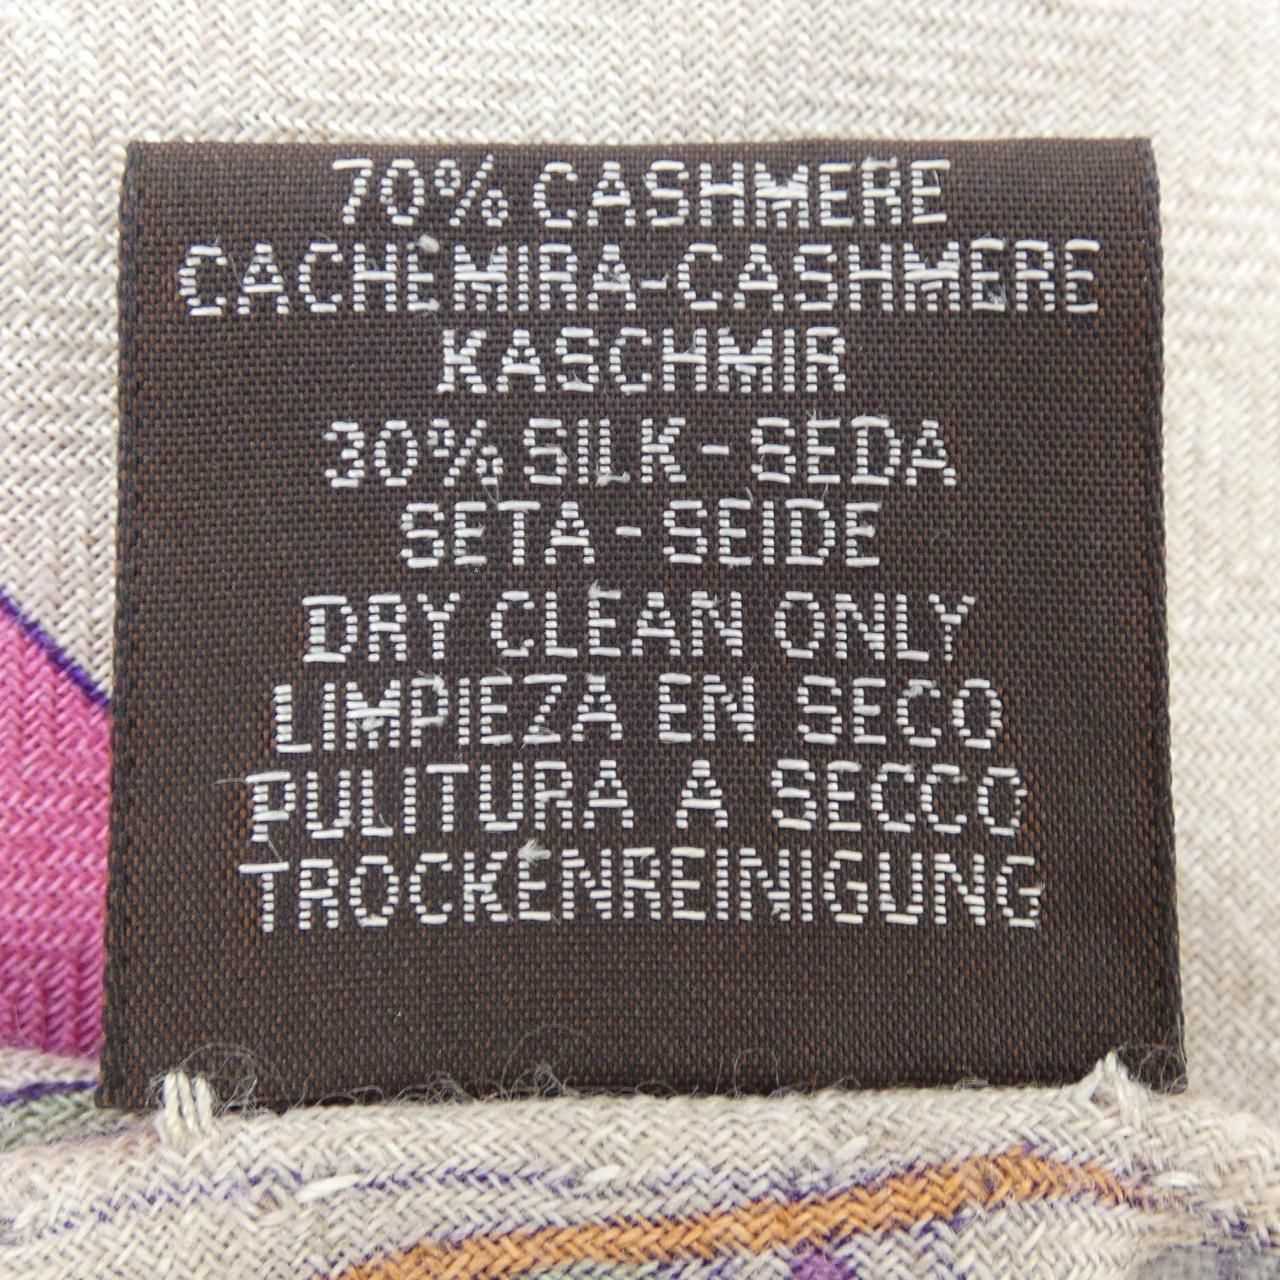 70% CASHMERE
CACHEMIRA-CASHMERE
KASCHMIR
30% SILK - SEDA
SETA - SEIDE
DRY CLEAN ONLY
LIMPIEZA EN SECO
PULITURA A SECCO
TROCKENREINIGUNG